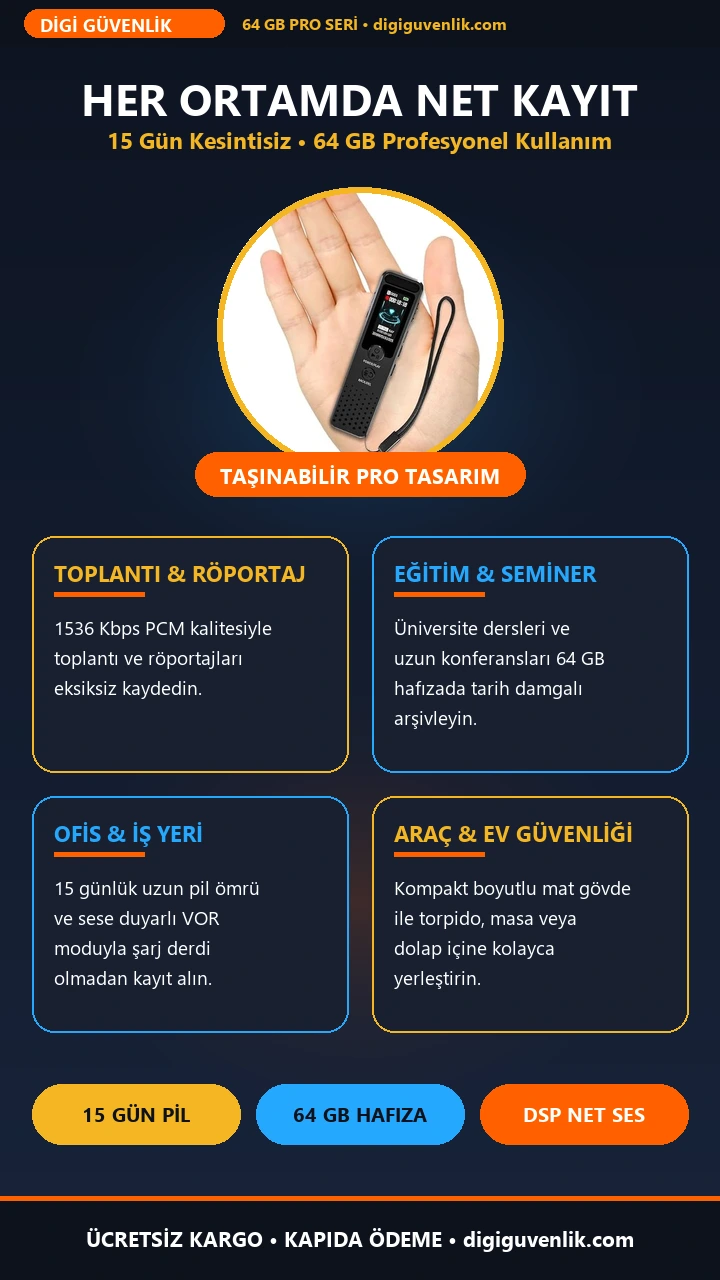 DİGİ GÜVENLİK
64 GB PRO SERİ • digiguvenlik.com
HER ORTAMDA NET KAYIT
15 Gün Kesintisiz • 64 GB Profesyonel Kullanım
TAŞINABİLİR PRO TASARIM
TOPLANTI & RÖPORTAJ
1536 Kbps PCM kalitesiyle
toplantı ve röportajları
eksiksiz kaydedin.
EĞİTİM & SEMİNER
Üniversite dersleri ve
uzun konferansları 64 GB
hafızada tarih damgalı
arşivleyin.
OFİS & İŞ YERİ
15 günlük uzun pil ömrü
ve sese duyarlı VOR
moduyla şarj derdi
olmadan kayıt alın.
ARAÇ & EV GÜVENLİĞİ
Kompakt boyutlu mat gövde
ile torpido, masa veya
dolap içine kolayca
yerleştirin.
15 GÜN PİL
64 GB HAFIZA
DSP NET SES
ÜCRETSİZ KARGO • KAPIDA ÖDEME • digiguvenlik.com